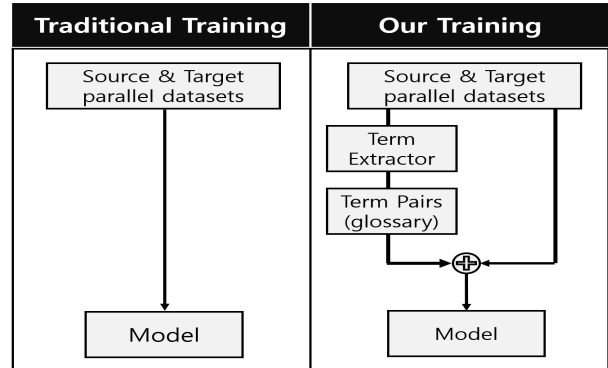 Traditional Training
Our Training
Source & Target
parallel datasets
Model
Source & Target
parallel datasets
Term
Extractor
Term Pairs
(glossary)
Model